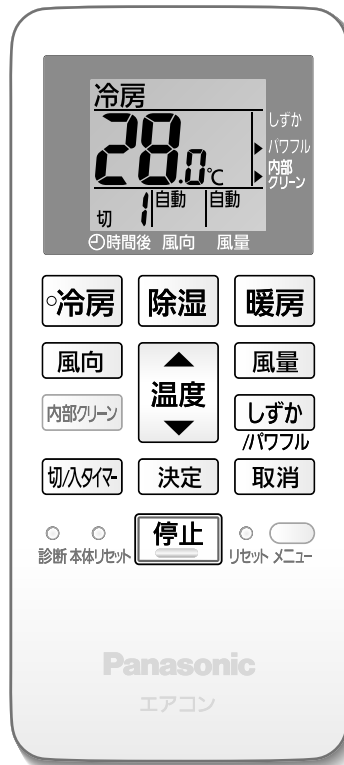 冷房
28.0℃
しずか
パワフル
内部
クリーン
切 1 自動 自動
時間後 風向 風量
冷房 除湿 暖房
風向 温度 風量
内部クリーン しずか
/パワフル
切/入タイマー 決定 取消
停止
診断 本体リセット リセット メニュー
Panasonic
エアコン